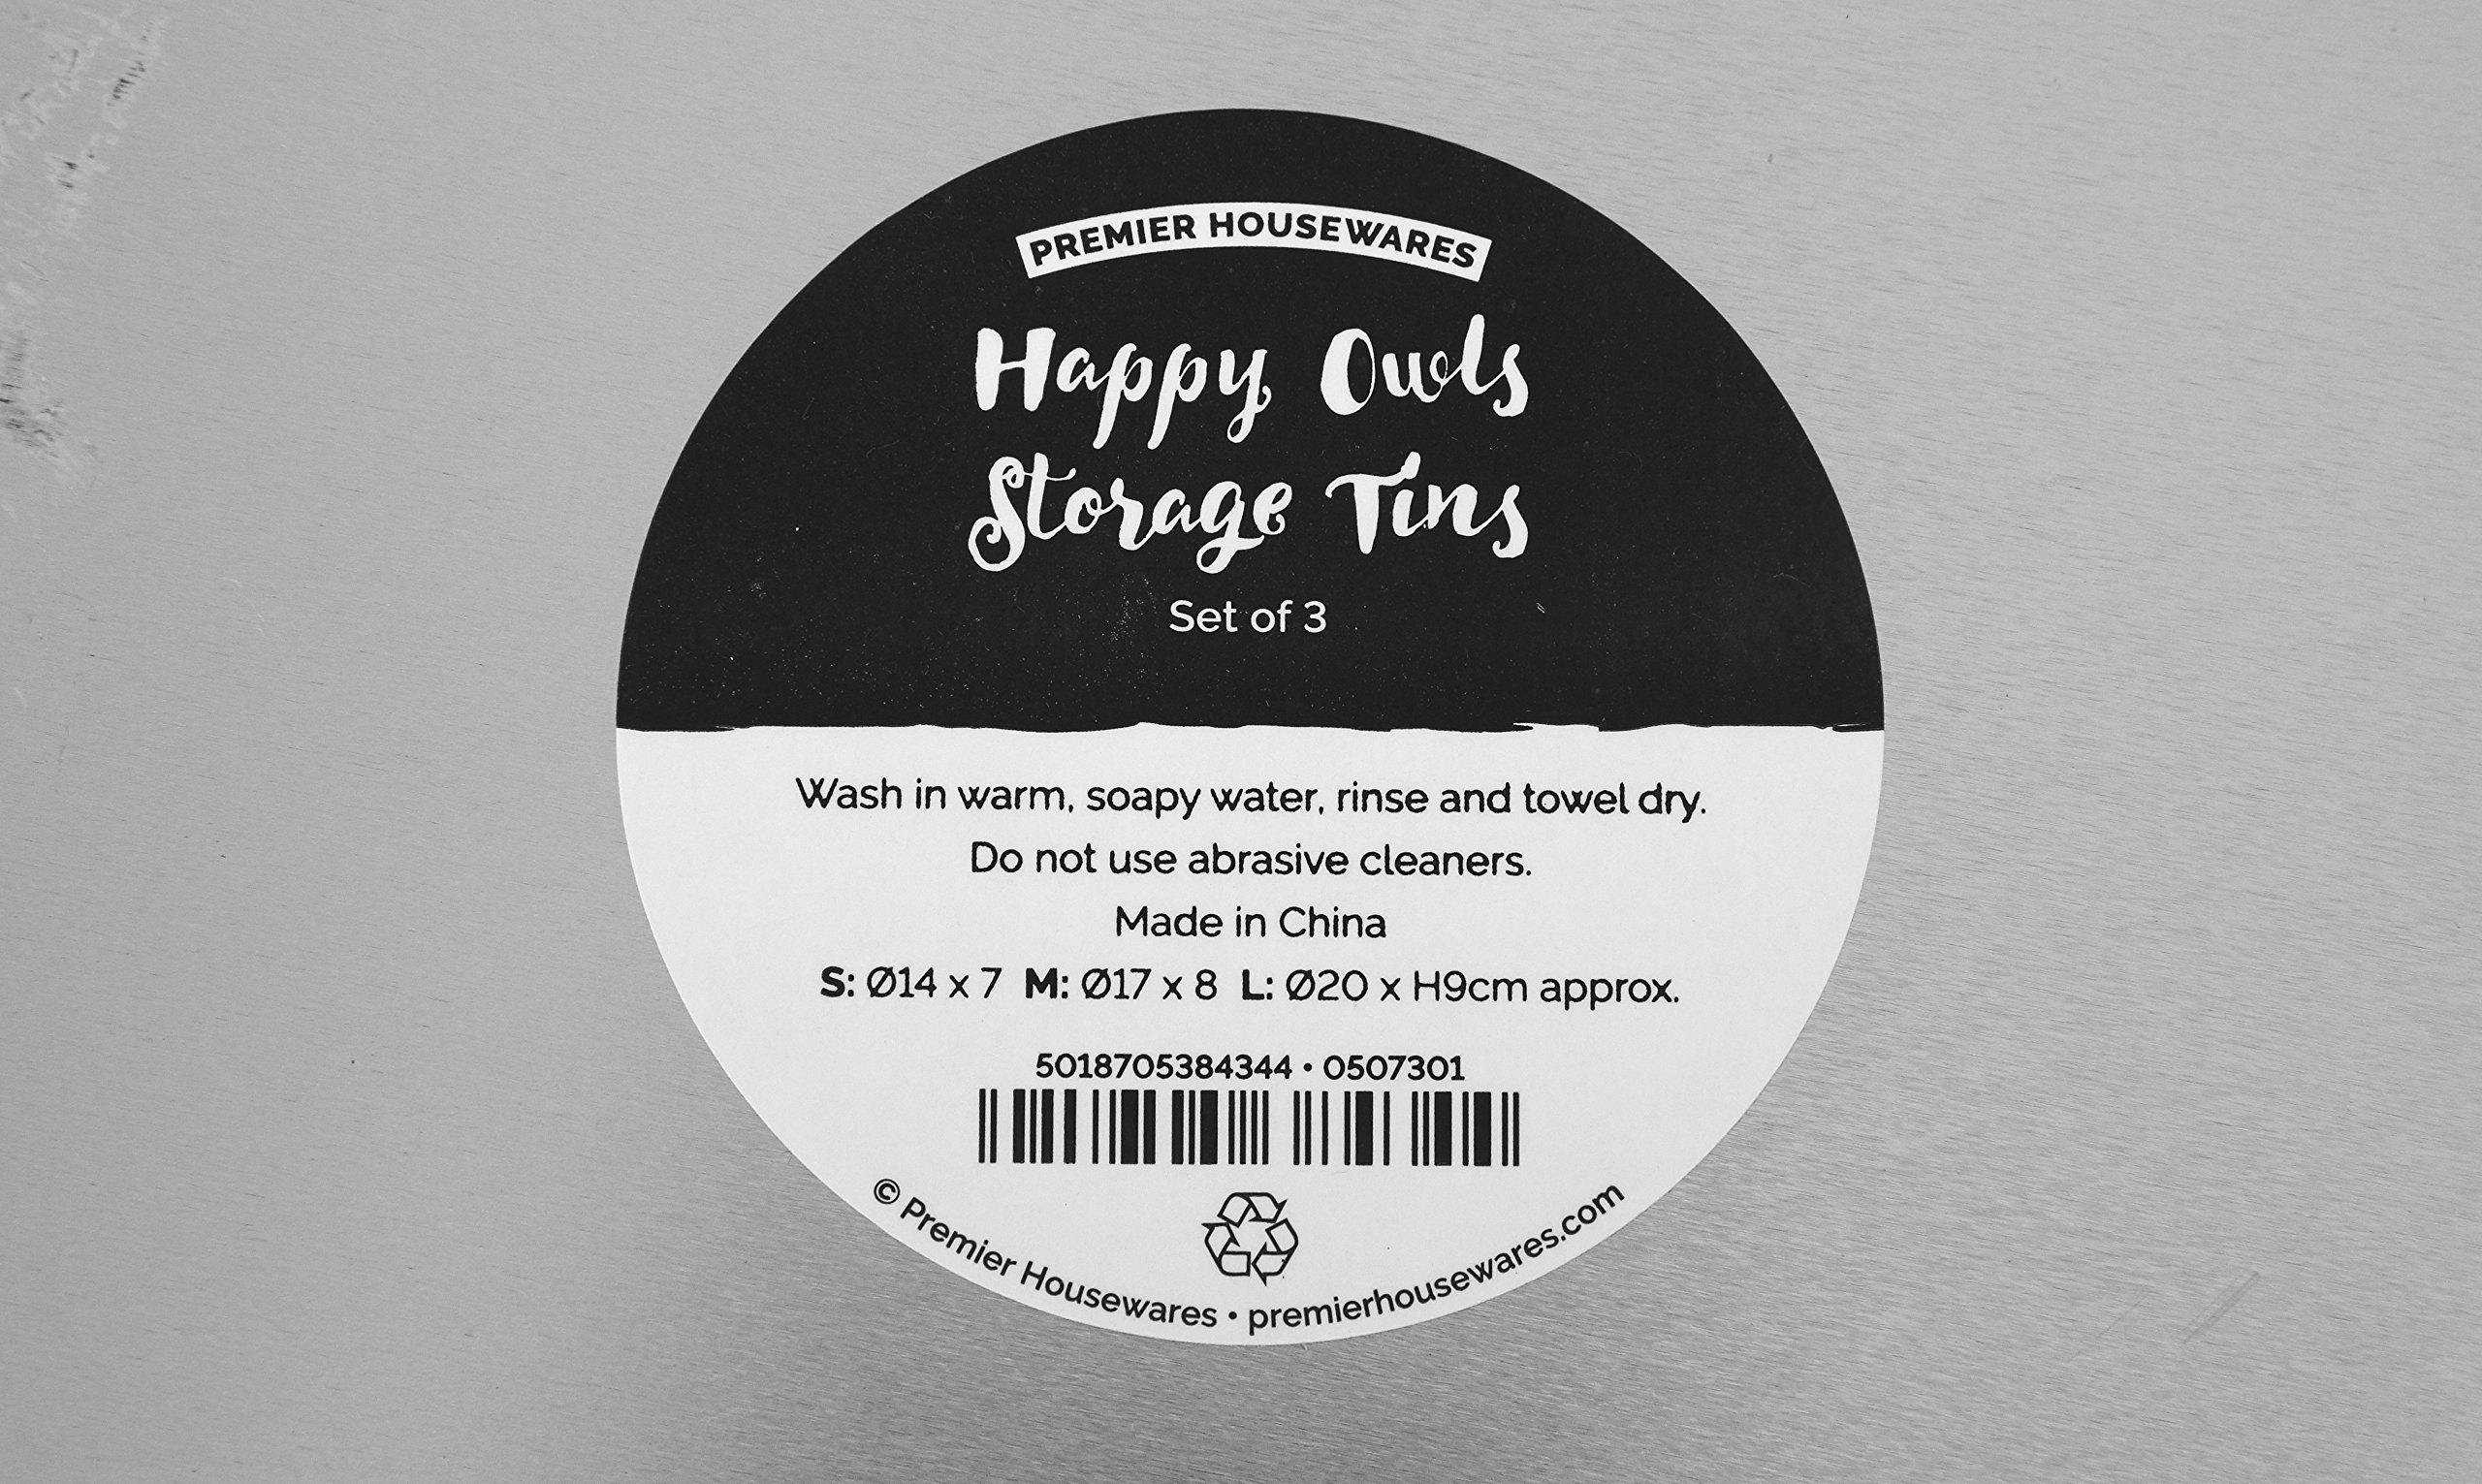 PREMIER HOUSEWARES
Happy Owls
Storage Tins
Set of 3
Wash in warm, soapy water, rinse and towel dry.
Do not use abrasive cleaners.
Made in China
S: Ø14 x 7 M: Ø17 x 8 L: Ø20 x H9cm approx.
5018705384344 • 0507301
© Premier Housewares • premierhousewares.com